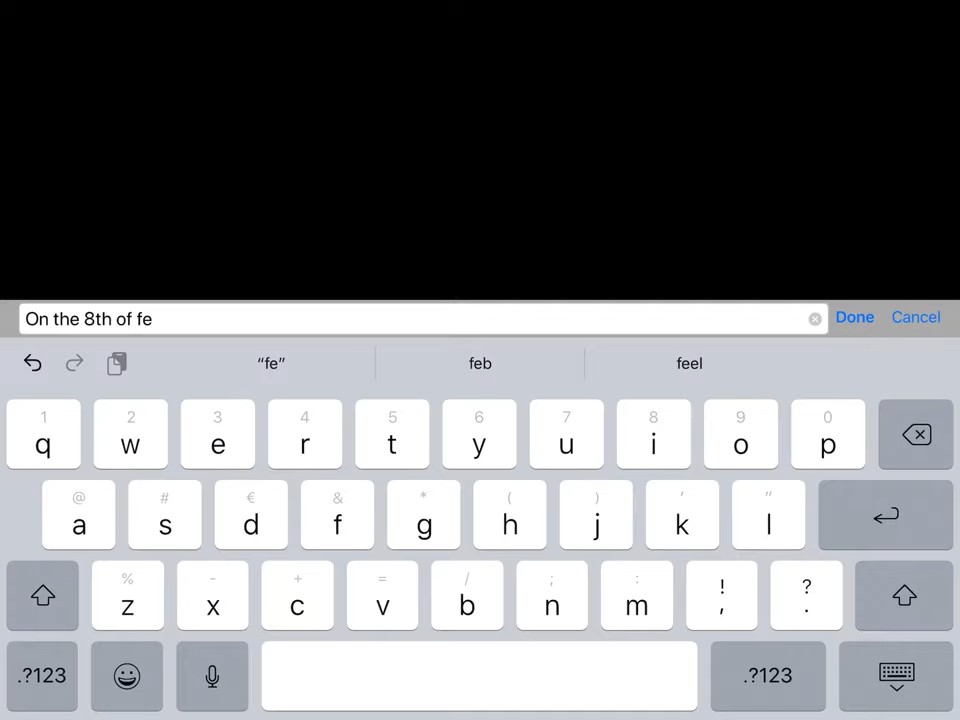 On the 8th of fe
Done
Cancel
“fe”
feb
feel
1 2 3 4 5 6 7 8 9 0
q w e r t y u i o p
@ # € & * ( ) ' "
a s d f g h j k l
% - + = / ; : ! ?
z x c v b n m , .
.?123
.?123